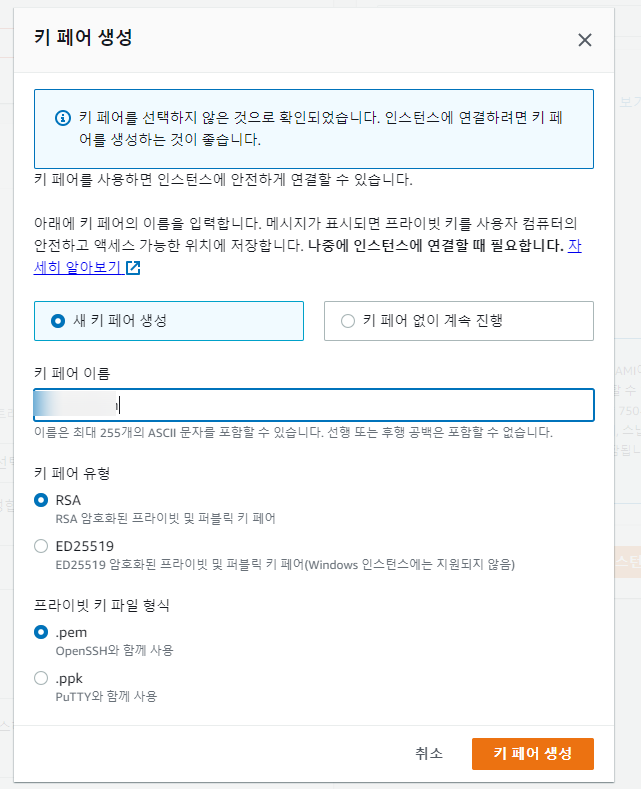 키 페어 생성
키 페어를 선택하지 않은 것으로 확인되었습니다. 인스턴스에 연결하려면 키 페
어를 생성하는 것이 좋습니다.
키 페어를 사용하면 인스턴스에 안전하게 연결할 수 있습니다.
아래에 키 페어의 이름을 입력합니다. 메시지가 표시되면 프라이빗 키를 사용자 컴퓨터의
안전하고 액세스 가능한 위치에 저장합니다. 나중에 인스턴스에 연결할 때 필요합니다. 자
세히 알아보기
새 키 페어 생성
키 페어 없이 계속 진행
키 페어 이름
이름은 최대 255개의 ASCII 문자를 포함할 수 있습니다. 선행 또는 후행 공백은 포함할 수 없습니다.
키 페어 유형
RSA
RSA 암호화된 프라이빗 및 퍼블릭 키 페어
ED25519
ED25519 암호화된 프라이빗 및 퍼블릭 키 페어(Windows 인스턴스에는 지원되지 않음)
프라이빗 키 파일 형식
.pem
OpenSSH와 함께 사용
.ppk
PuTTY와 함께 사용
취소
키 페어 생성